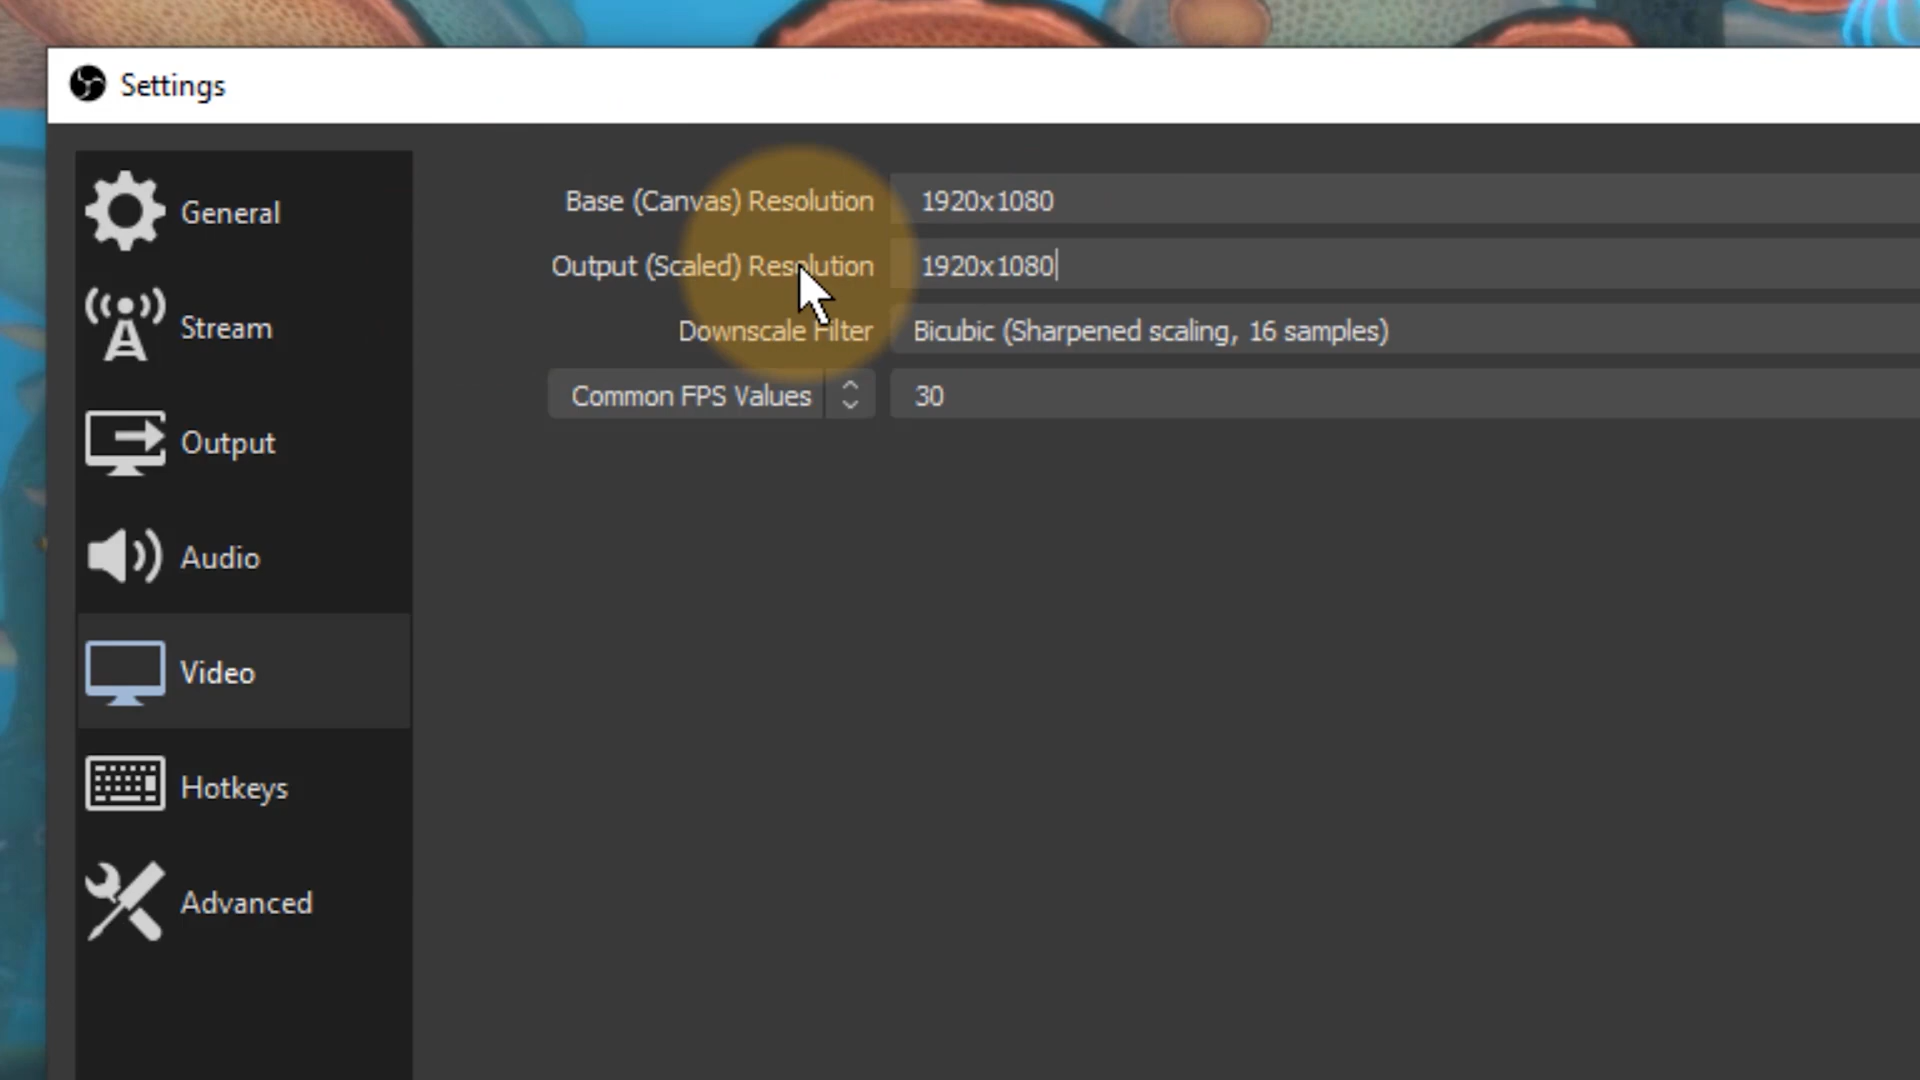 Settings
General
Stream
Output
Audio
Video
Hotkeys
Advanced
Base (Canvas) Resolution 1920x1080
Output (Scaled) Resolution 1920x1080
Downscale Filter Bicubic (Sharpened scaling, 16 samples)
Common FPS Values 30